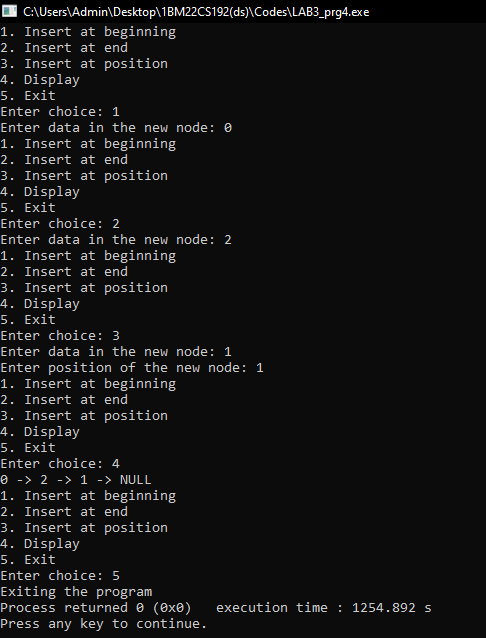 C:\Users\Admin\Desktop\1BM22CS192(ds)\Codes\LAB3_prg4.exe
1. Insert at beginning
2. Insert at end
3. Insert at position
4. Display
5. Exit
Enter choice: 1
Enter data in the new node: 0
1. Insert at beginning
2. Insert at end
3. Insert at position
4. Display
5. Exit
Enter choice: 2
Enter data in the new node: 2
1. Insert at beginning
2. Insert at end
3. Insert at position
4. Display
5. Exit
Enter choice: 3
Enter data in the new node: 1
Enter position of the new node: 1
1. Insert at beginning
2. Insert at end
3. Insert at position
4. Display
5. Exit
Enter choice: 4
0 -> 2 -> 1 -> NULL
1. Insert at beginning
2. Insert at end
3. Insert at position
4. Display
5. Exit
Enter choice: 5
Exiting the program
Process returned 0 (0x0)   execution time : 1254.892 s
Press any key to continue.